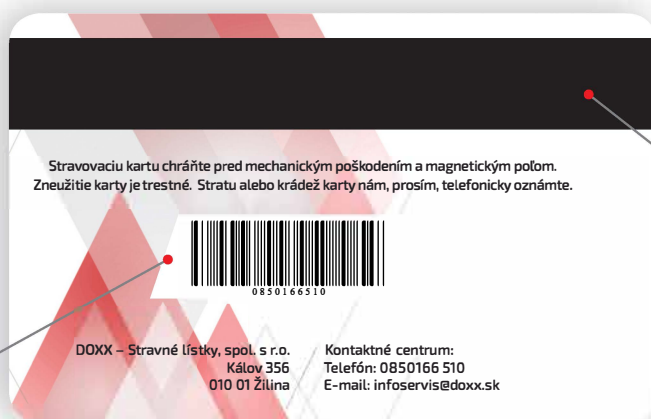 Stravovaciu kartu chráňte pred mechanickým poškodením a magnetickým poľom.
Zneužitie karty je trestné. Stratu alebo krádež karty nám, prosím, telefonicky oznámte.
0850166510
DOXX – Stravné lístky, spol. s r.o.
Kálov 356
010 01 Žilina
Kontaktné centrum:
Telefón: 0850166 510
E-mail: infoservis@doxx.sk